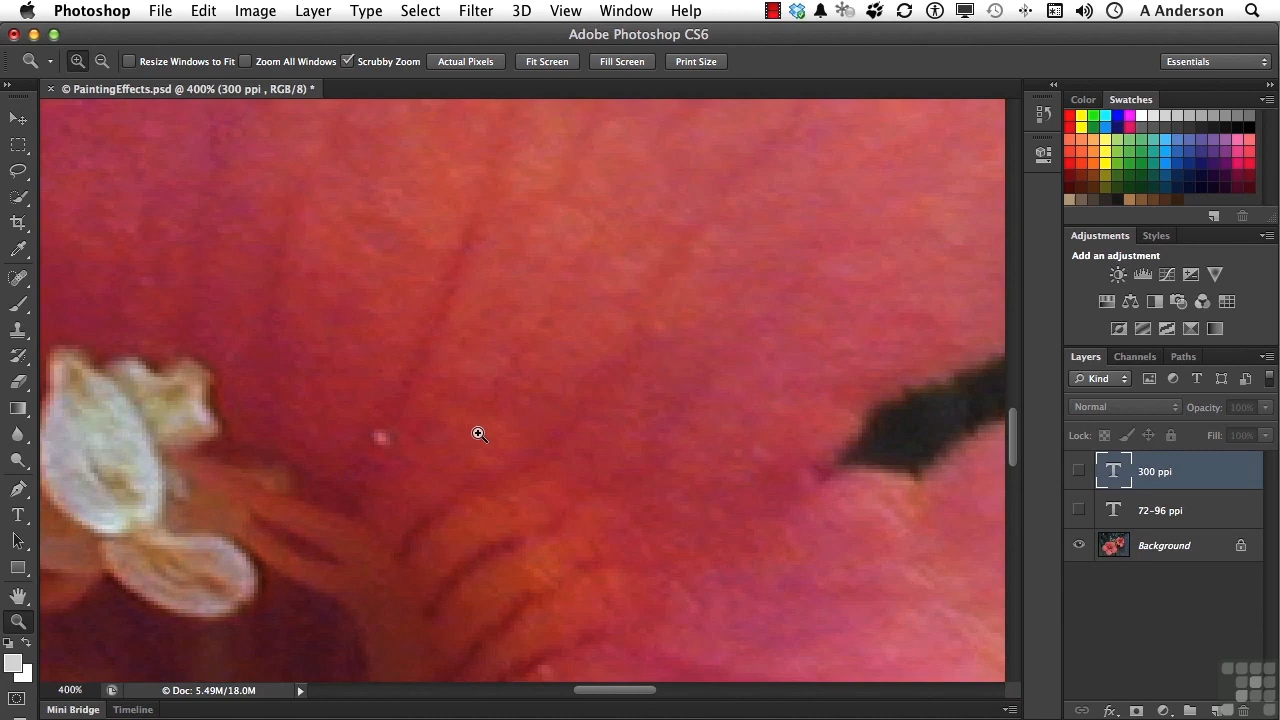 Photoshop File Edit Image Layer Type Select Filter 3D View Window Help A Anderson
Adobe Photoshop CS6
Resize Windows to Fit Zoom All Windows Scrubby Zoom Actual Pixels Fit Screen Fill Screen Print Size Essentials
× © PaintingEffects.psd @ 400% (300 ppi , RGB/8) *
Color Swatches
Adjustments Styles
Add an adjustment
Layers Channels Paths
Kind
Normal Opacity: 100%
Lock: Fill: 100%
T 300 ppi
T 72-96 ppi
Background
400% © Doc: 5.49M/18.0M
Mini Bridge Timeline